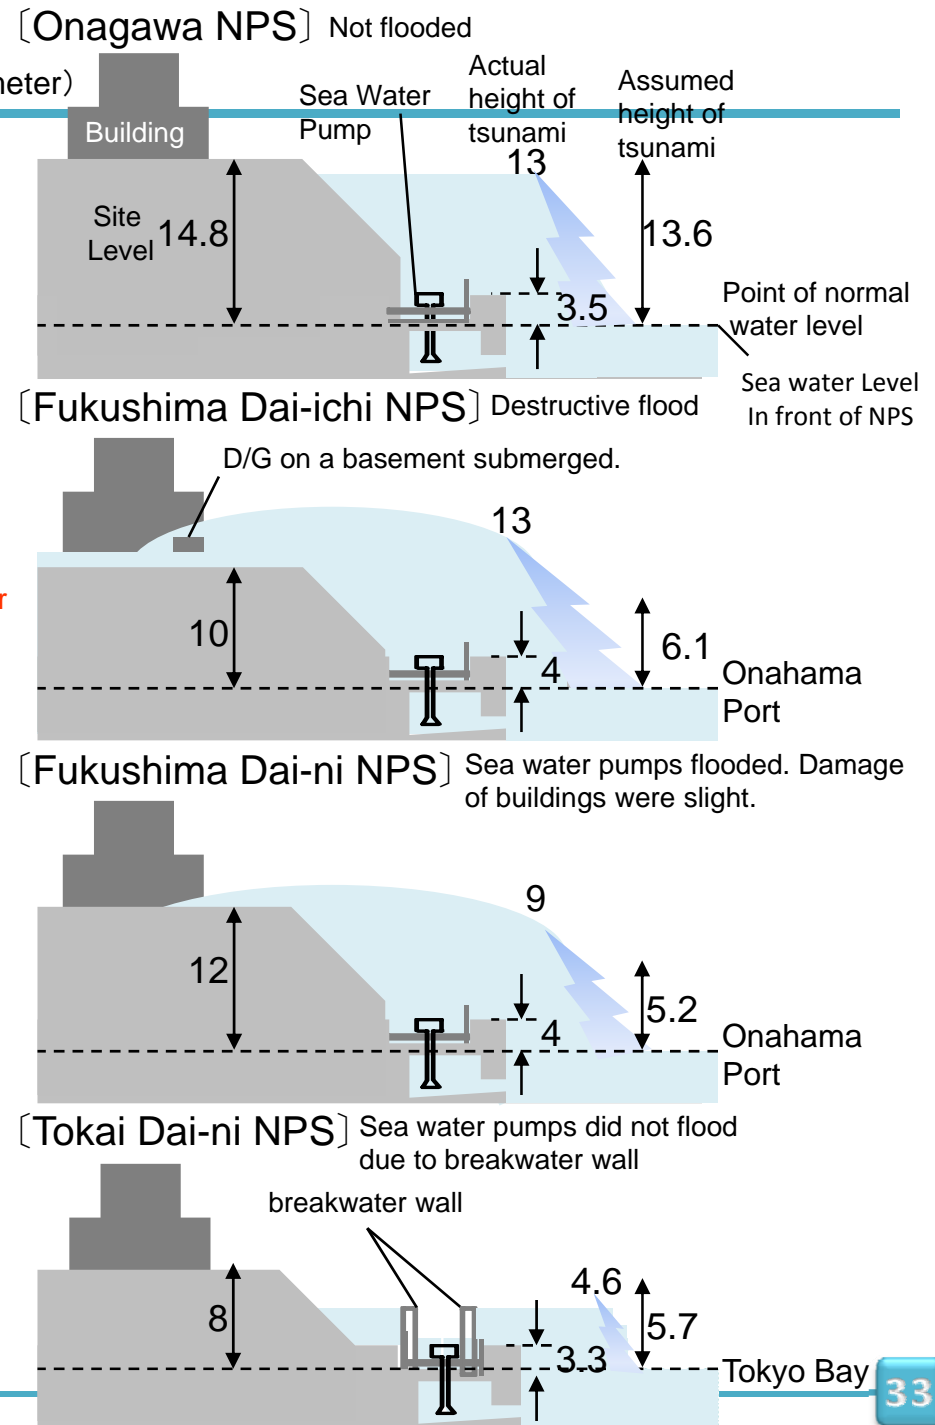 〔Onagawa NPS〕 Not flooded
meter）
Sea Water
Pump
Actual
height of
tsunami
Assumed
height of
tsunami
Building
13
Site
Level
14.8
13.6
3.5
Point of normal
water level
Sea water Level
In front of NPS
〔Fukushima Dai-ichi NPS〕 Destructive flood
D/G on a basement submerged.
13
r
10
4
6.1
Onahama
Port
〔Fukushima Dai-ni NPS〕 Sea water pumps flooded. Damage
of buildings were slight.
9
12
4
5.2
Onahama
Port
〔Tokai Dai-ni NPS〕 Sea water pumps did not flood
due to breakwater wall
breakwater wall
4.6
8
5.7
3.3
Tokyo Bay
33